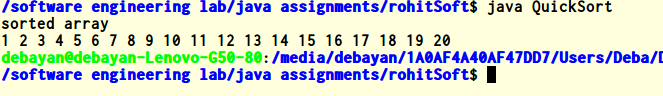 /software engineering lab/java assignments/rohitSoft$ java QuickSort
sorted array
1 2 3 4 5 6 7 8 9 10 11 12 13 14 15 16 17 18 19 20
debayan@debayan-Lenovo-G50-80:/media/debayan/1A0AF4A40AF47DD7/Users/Deba/D
/software engineering lab/java assignments/rohitSoft$